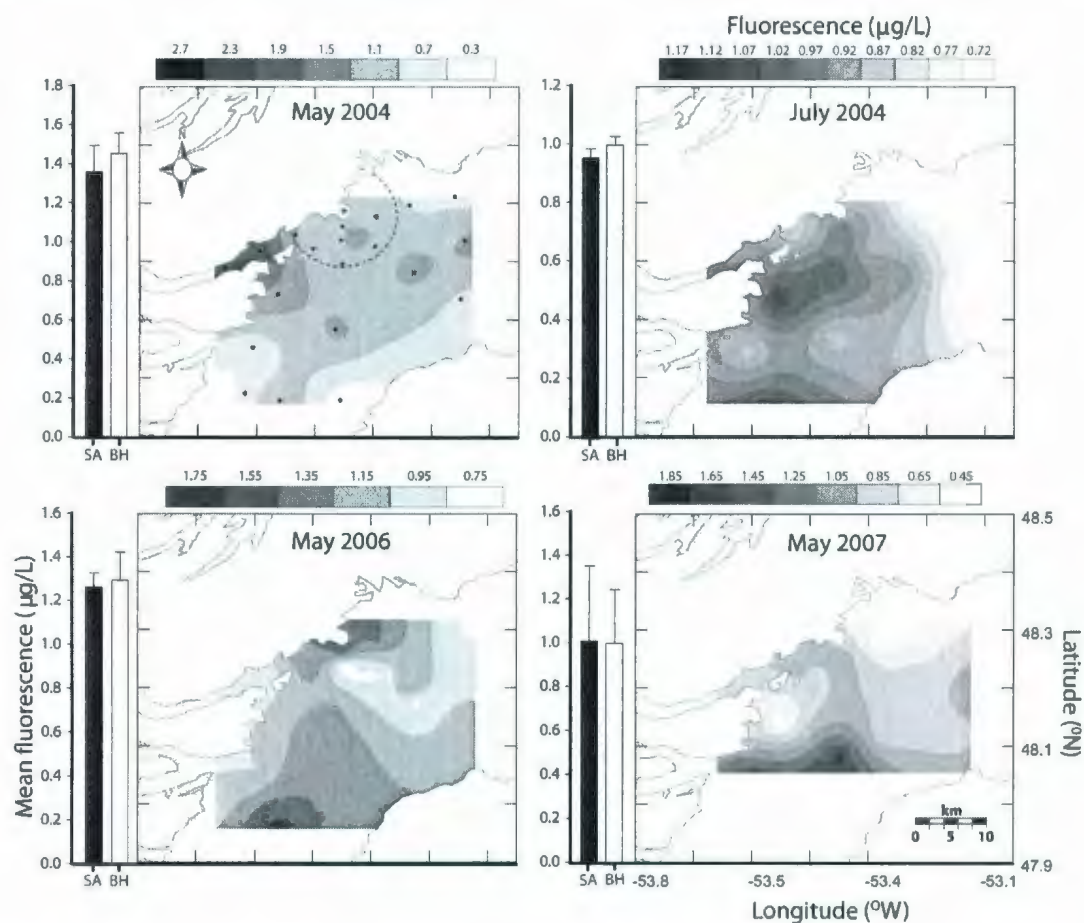 Fluorescence (µg/L)
2.7 2.3 1.9 1.5 1.1 0.7 0.3
1.17 1.12 1.07 1.02 0.97 0.92 0.87 0.82 0.77 0.72
1.8
1.6
1.4
1.2
1.0
0.8
0.6
0.4
0.2
0.0
SA BH
May 2004
N
1.2
1.0
0.8
0.6
0.4
0.2
0.0
SA BH
July 2004
1.75 1.55 1.35 1.15 0.95 0.75
1.85 1.65 1.45 1.25 1.05 0.85 0.65 0.45
Mean fluorescence (µg/L)
1.6
1.4
1.2
1.0
0.8
0.6
0.4
0.2
0.0
SA BH
May 2006
1.6
1.4
1.2
1.0
0.8
0.6
0.4
0.2
0.0
SA BH
May 2007
km
0 5 10
48.5
48.3
48.1
47.9
Latitude (°N)
-53.8 -53.5 -53.4 -53.1
Longitude (°W)